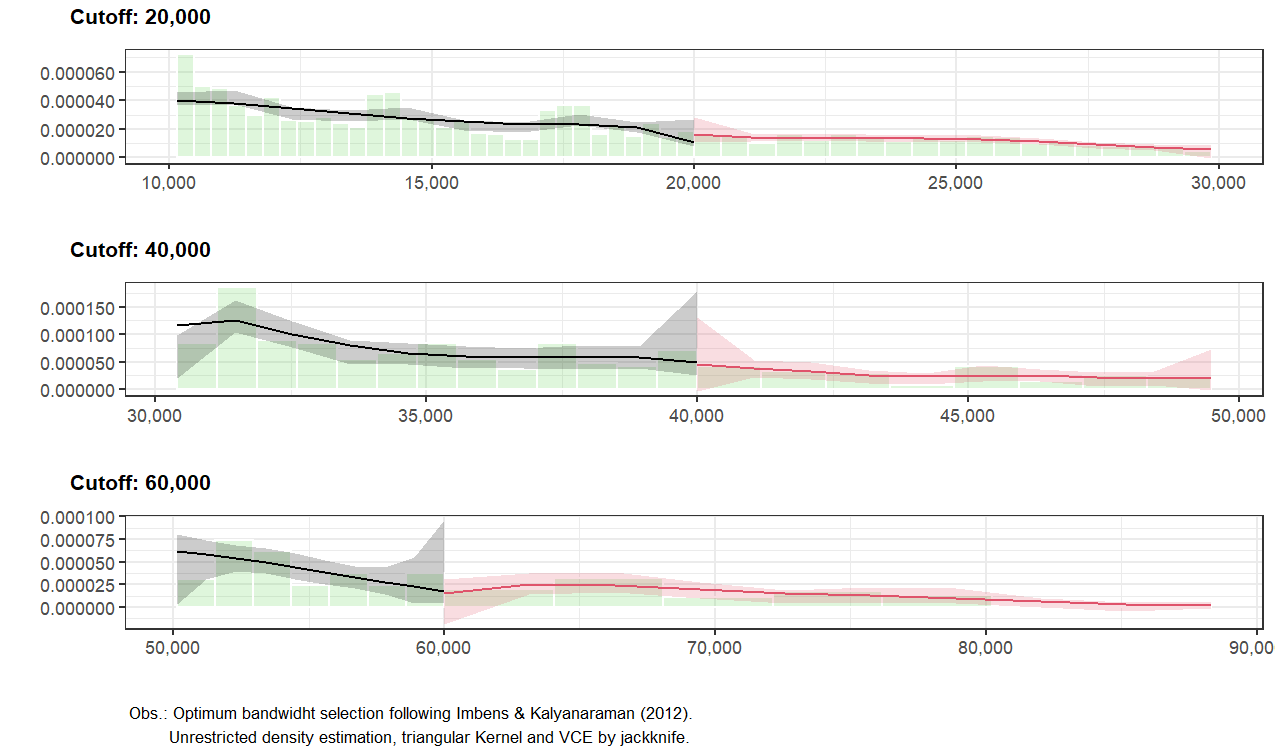 Cutoff: 20,000
0.000060
0.000040
0.000020
0.000000
10,000 15,000 20,000 25,000 30,000
Cutoff: 40,000
0.000150
0.000100
0.000050
0.000000
30,000 35,000 40,000 45,000 50,000
Cutoff: 60,000
0.000100
0.000075
0.000050
0.000025
0.000000
50,000 60,000 70,000 80,000 90,00
Obs.: Optimum bandwidht selection following Imbens & Kalyanaraman (2012).
Unrestricted density estimation, triangular Kernel and VCE by jackknife.